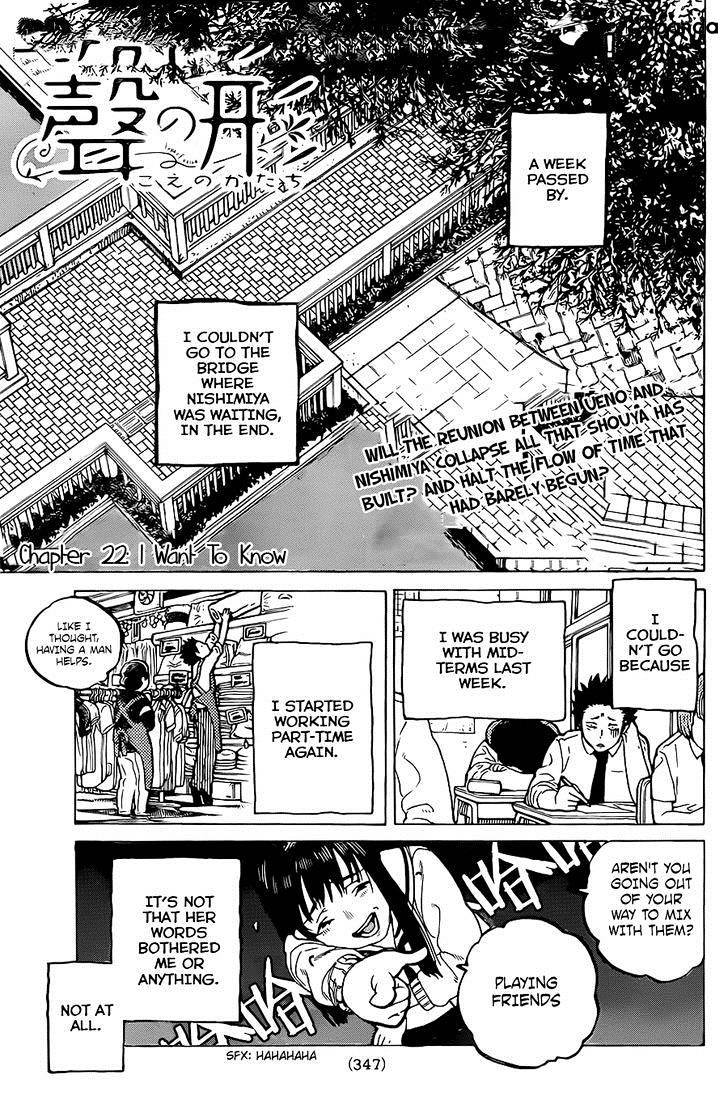 聲の形
こえのかたち
A WEEK
PASSED
BY.
I COULDN'T
GO TO THE
BRIDGE
WHERE
NISHIMIYA
WAS WAITING,
IN THE END.
WILL THE REUNION BETWEEN UENO AND
NISHIMIYA COLLAPSE ALL THAT SHOUYA HAS
BUILT? AND HALT THE FLOW OF TIME THAT
HAD BARELY BEGUN?
Chapter 22: I Want To Know
I
COULD-
N'T GO
BECAUSE
I WAS BUSY
WITH MID-
TERMS LAST
WEEK.
I STARTED
WORKING
PART-TIME
AGAIN.
LIKE I
THOUGHT,
HAVING A MAN
HELPS.
AREN'T YOU
GOING OUT
OF YOUR
WAY TO MIX
WITH THEM?
PLAYING
FRIENDS
哈哈
哈哈
IT'S NOT
THAT HER
WORDS
BOTHERED
ME OR
ANYTHING.
NOT AT
ALL.
SFX: HAHAHAHA
(347)